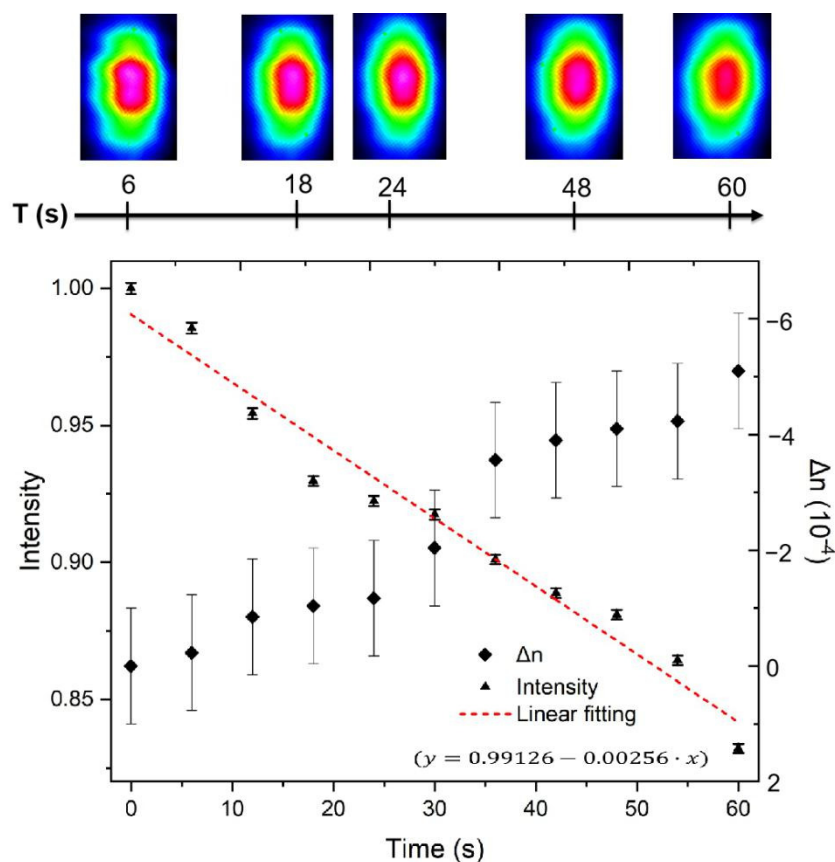 6 18 24 48 60
T (s)
1.00
0.95
0.90
0.85
Intensity
−6
−4
−2
0
2
Δn (10⁻⁴)
Δn
Intensity
Linear fitting
(y = 0.99126 − 0.00256 · x)
0 10 20 30 40 50 60
Time (s)